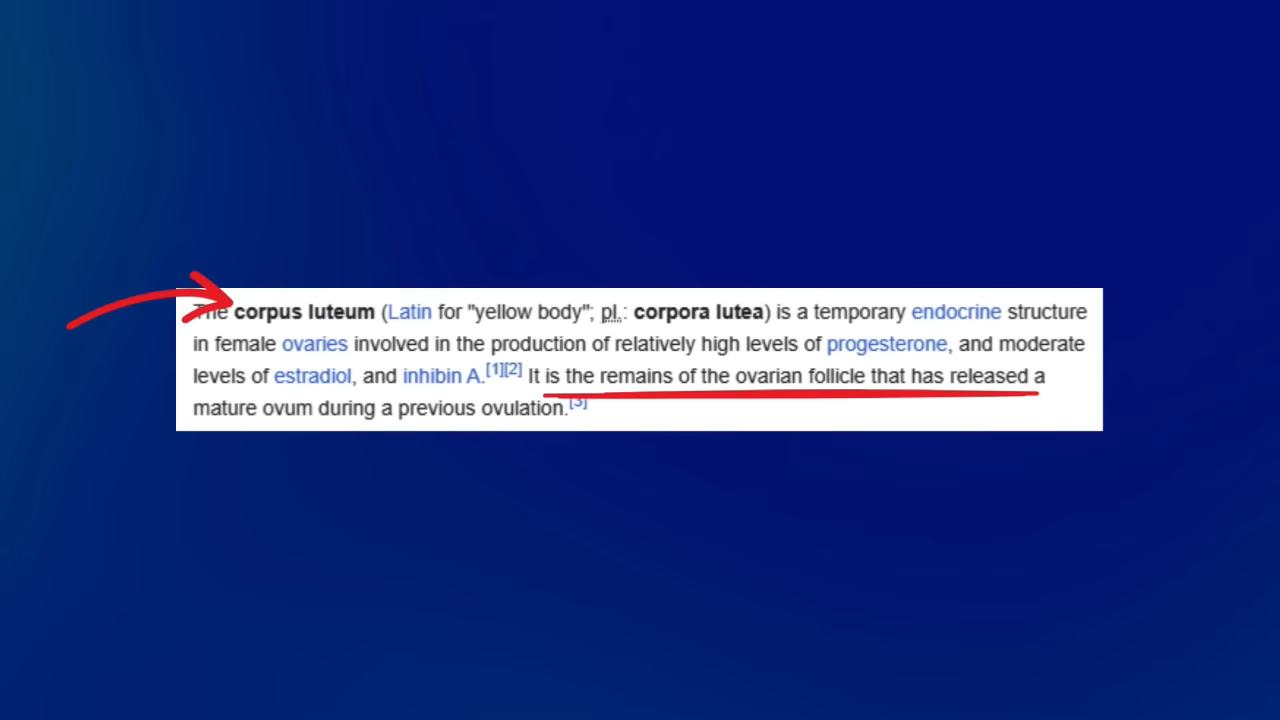 The corpus luteum (Latin for "yellow body"; pl.: corpora lutea) is a temporary endocrine structure
in female ovaries involved in the production of relatively high levels of progesterone, and moderate
levels of estradiol, and inhibin A.[1][2] It is the remains of the ovarian follicle that has released a
mature ovum during a previous ovulation.[3]